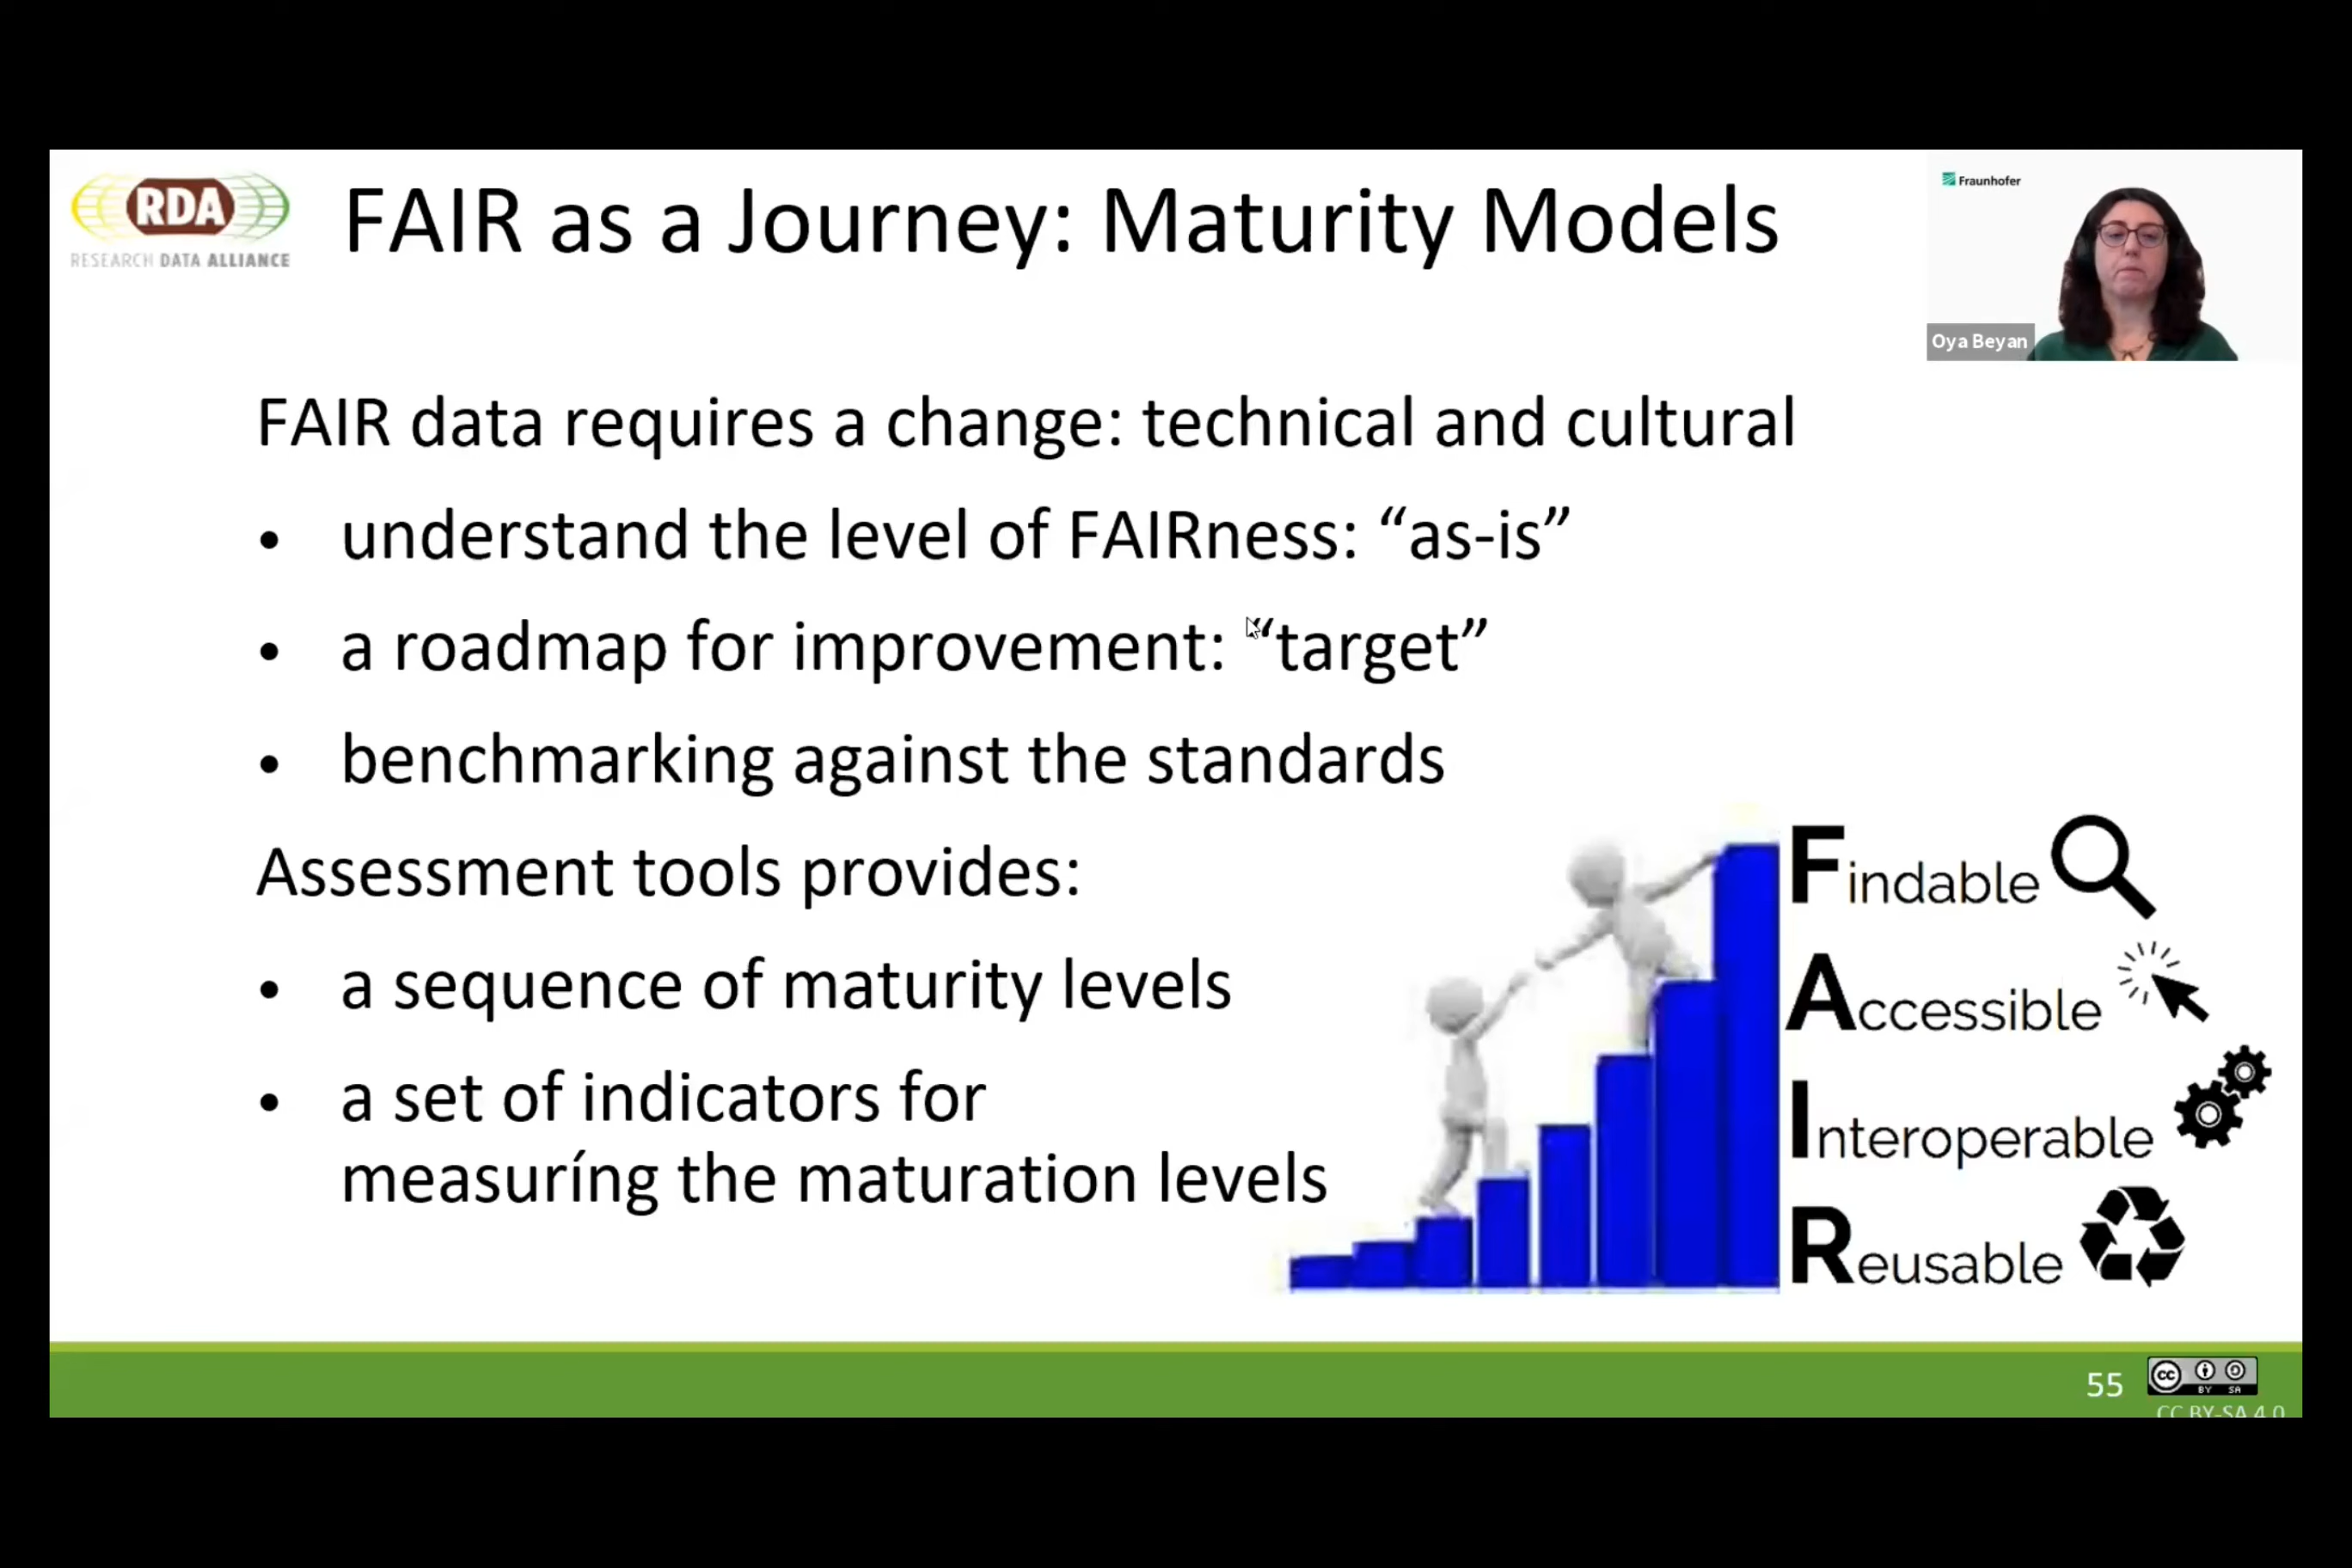 RDA
RESEARCH DATA ALLIANCE
FAIR as a Journey: Maturity Models
Fraunhofer
Oya Beyan
FAIR data requires a change: technical and cultural
• understand the level of FAIRness: “as-is”
• a roadmap for improvement: “target”
• benchmarking against the standards
Assessment tools provides:
• a sequence of maturity levels
• a set of indicators for
measuríng the maturation levels
Findable
Accessible
Interoperable
Reusable
55
cc
BY SA
CC BY-SA 4.0